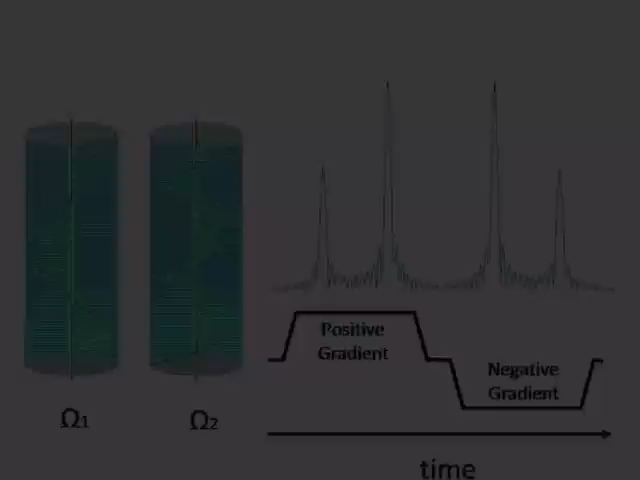 Positive
Gradient
Negative
Gradient
Ω₁
Ω₂
time